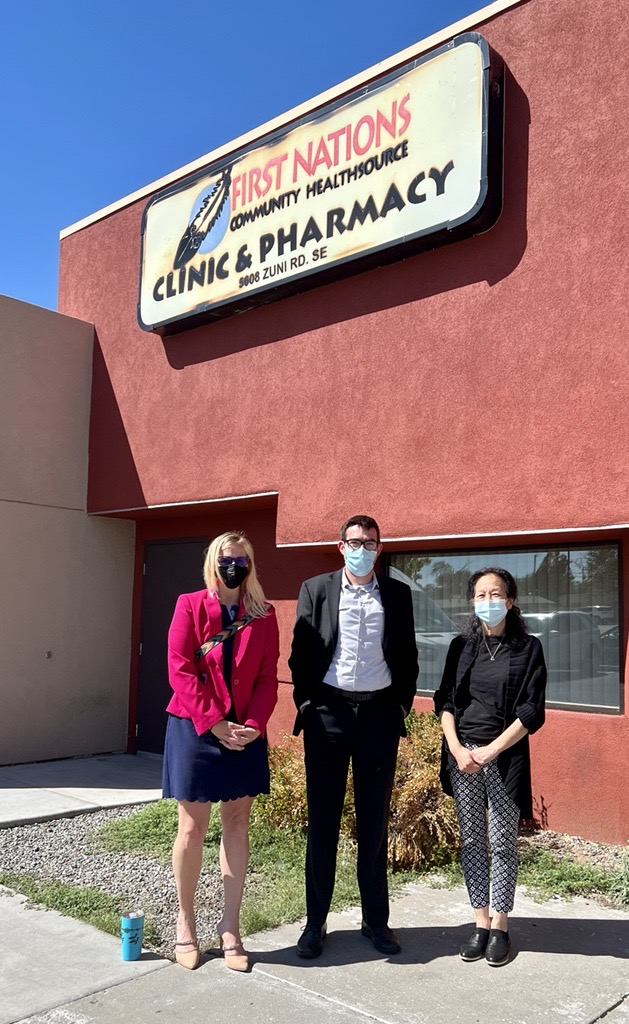 FIRST NATIONS
COMMUNITY HEALTHSOURCE
CLINIC & PHARMACY
5608 ZUNI RD. SE